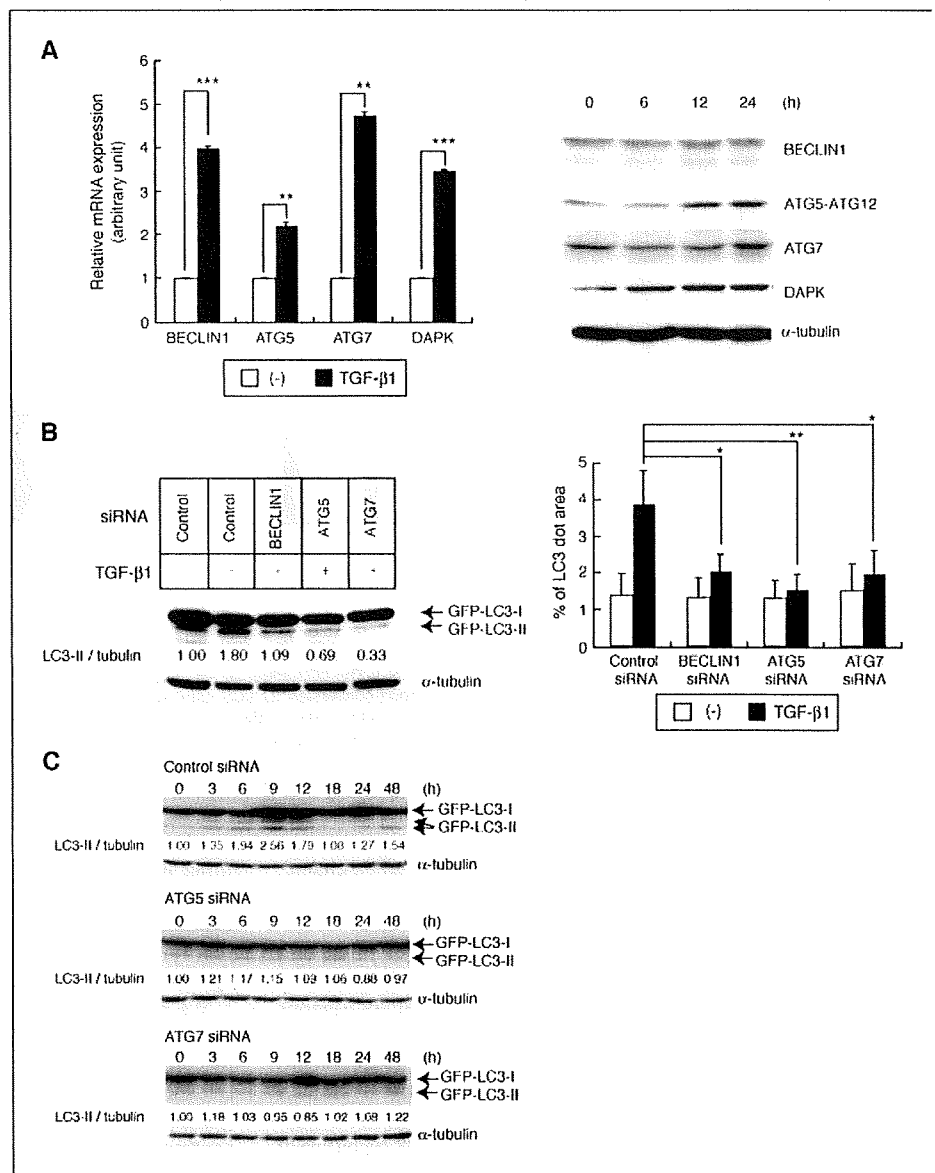 A
Relative mRNA expression
(arbitrary unit)
6
5
4
3
2
1
0
***
**
**
***
BECLIN1 ATG5 ATG7 DAPK
(-) TGF-β1
0 6 12 24 (h)
BECLIN1
ATG5-ATG12
ATG7
DAPK
α-tubulin
B
siRNA Control Control BECLIN1 ATG5 ATG7
TGF-β1 +
GFP-LC3-I
GFP-LC3-II
LC3-II / tubulin 1.00 1.80 1.09 0.69 0.33
α-tubulin
% of LC3 dot area
5
4
3
2
1
0
*
**
*
Control siRNA
BECLIN1 siRNA
ATG5 siRNA
ATG7 siRNA
(-) TGF-β1
C
Control siRNA
0 3 6 9 12 18 24 48 (h)
GFP-LC3-I
GFP-LC3-II
LC3-II / tubulin 1.00 1.35 1.94 2.56 1.79 1.27 1.54
α-tubulin
ATG5 siRNA
0 3 6 9 12 18 24 48 (h)
GFP-LC3-I
GFP-LC3-II
LC3-II / tubulin 1.00 1.21 1.17 1.15 1.09 1.06 0.88 0.97
α-tubulin
ATG7 siRNA
0 3 6 9 12 18 24 48 (h)
GFP-LC3-I
GFP-LC3-II
LC3-II / tubulin 1.00 1.18 1.03 0.95 0.85 1.02 1.22
α-tubulin